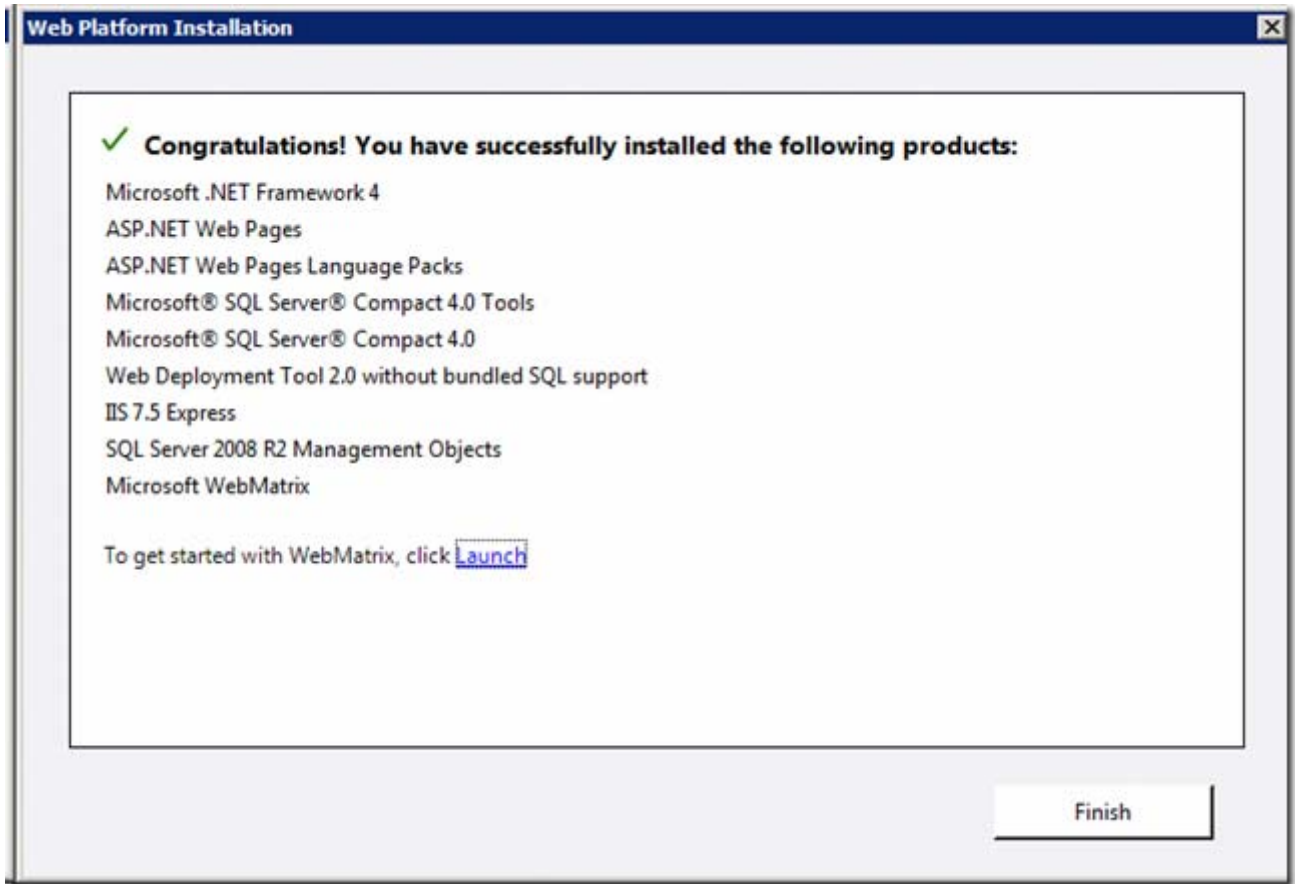 Web Platform Installation
Congratulations! You have successfully installed the following products:
Microsoft .NET Framework 4
ASP.NET Web Pages
ASP.NET Web Pages Language Packs
Microsoft® SQL Server® Compact 4.0 Tools
Microsoft® SQL Server® Compact 4.0
Web Deployment Tool 2.0 without bundled SQL support
IIS 7.5 Express
SQL Server 2008 R2 Management Objects
Microsoft WebMatrix
To get started with WebMatrix, click Launch
Finish